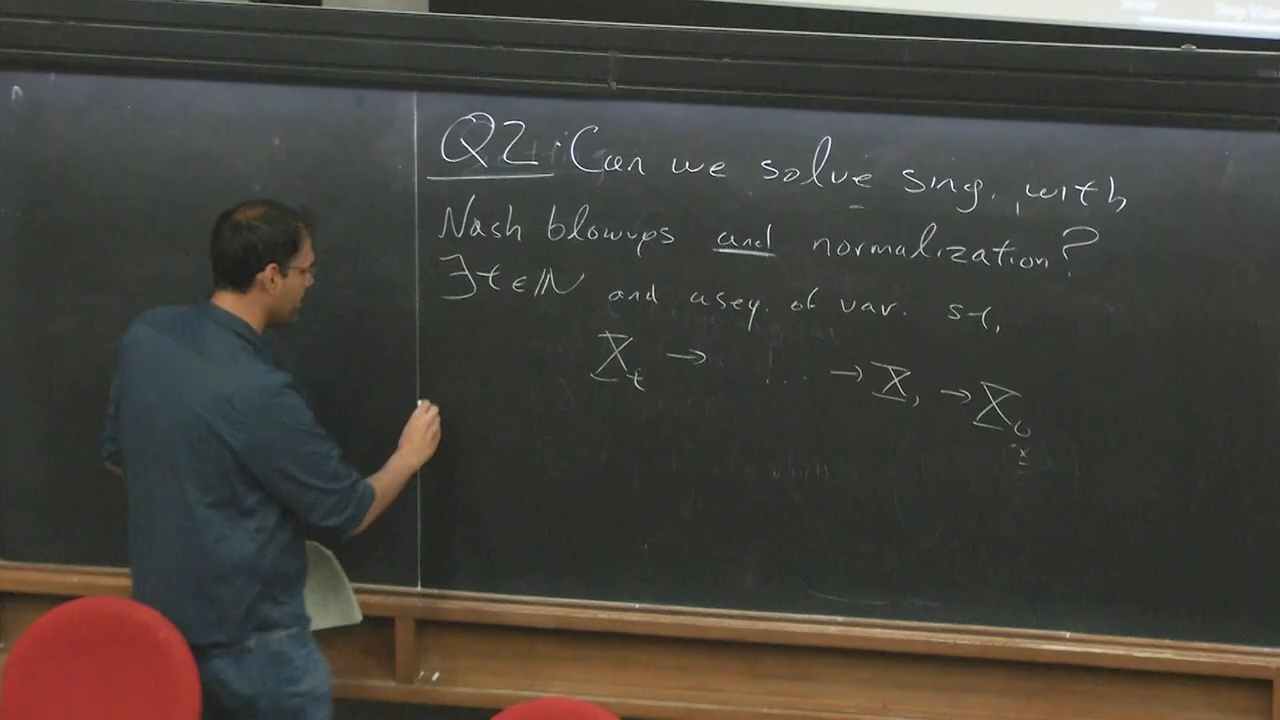 Q2: Can we solve sing. with
Nash blowups and normalization?
∃t∈ℕ and a seq. of var. s.t.
X_t → ... → X_1 → X_0
X